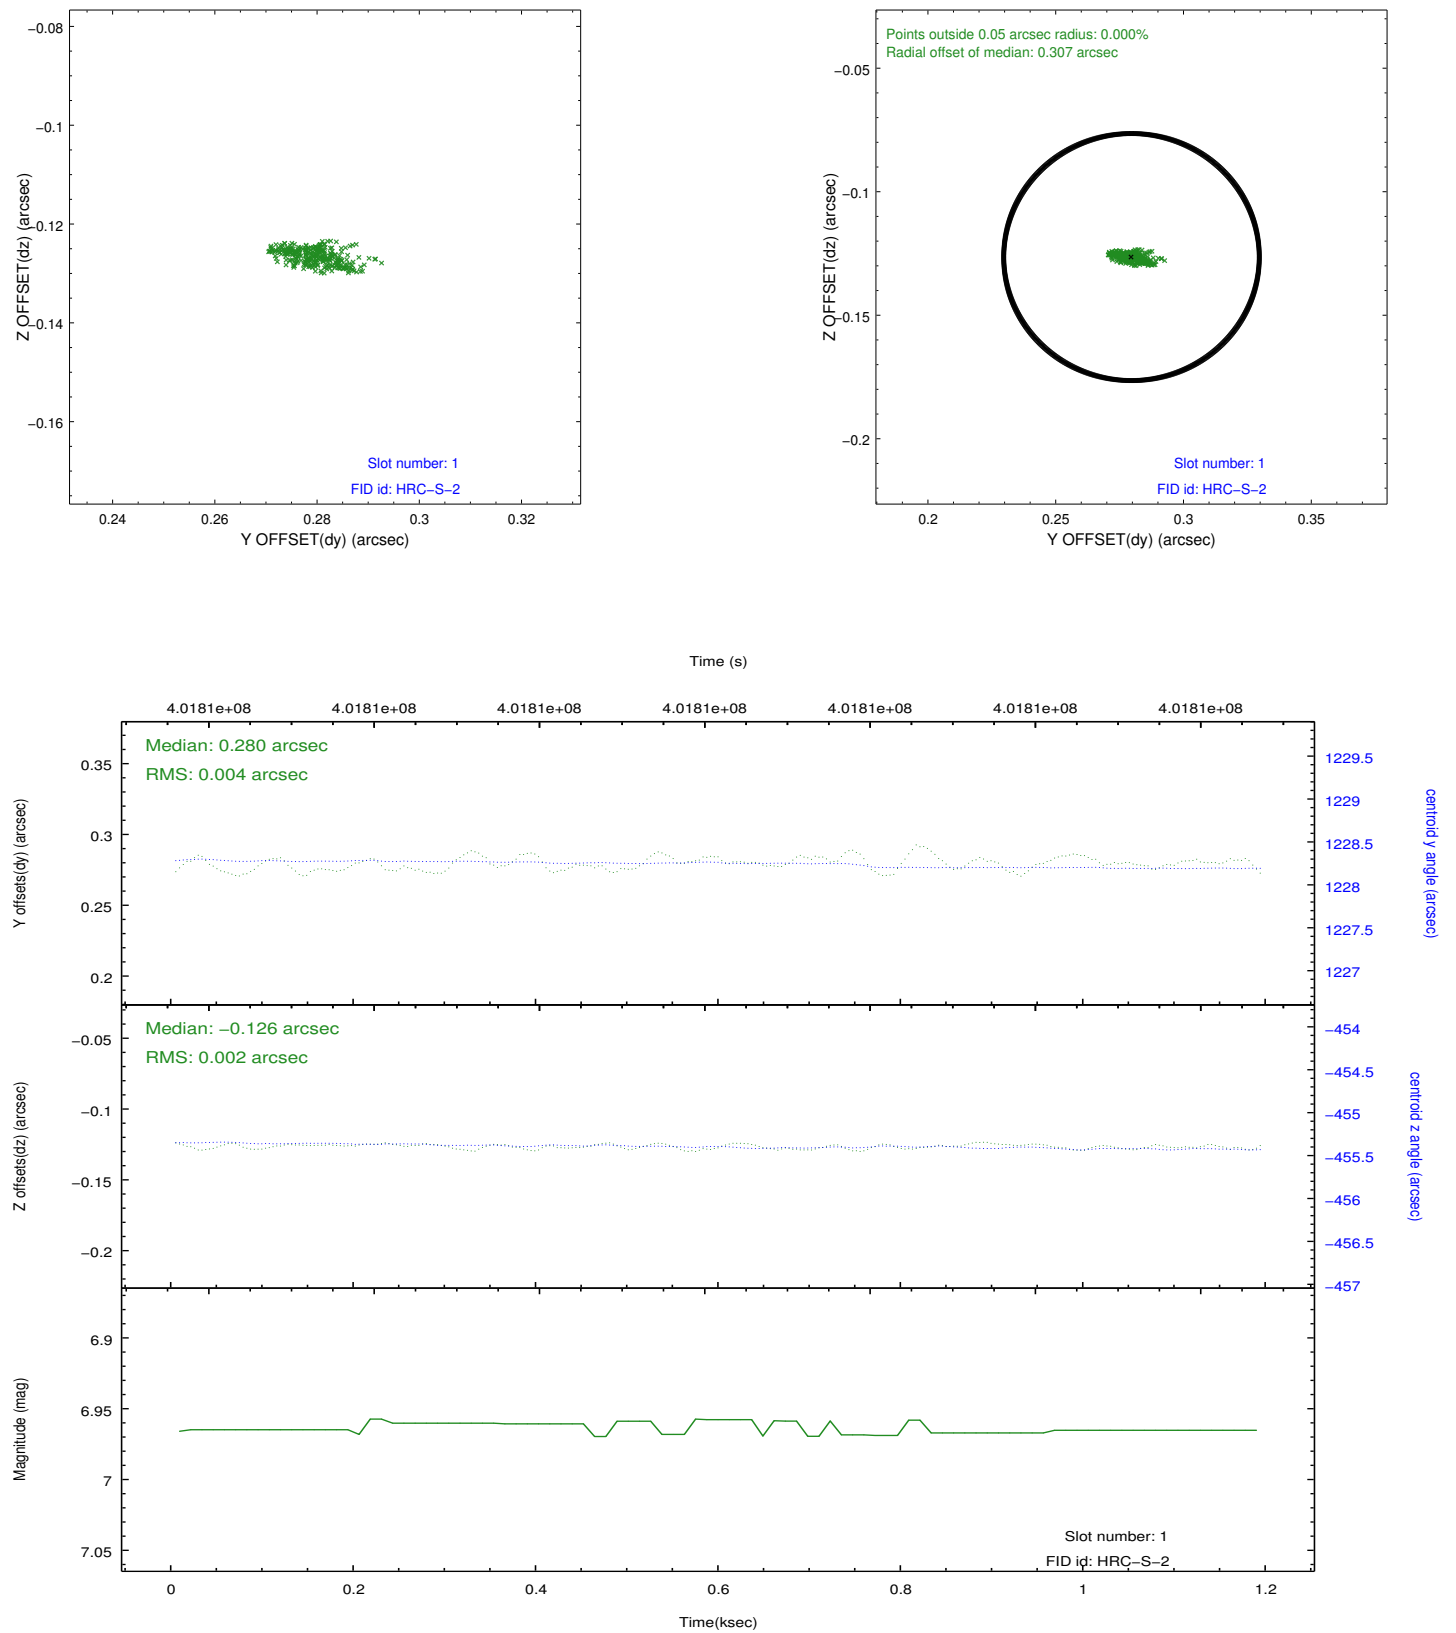 −0.08
−0.1
−0.12
−0.14
−0.16
Z OFFSET(dz) (arcsec)
Slot number: 1
FID id: HRC−S−2
0.24 0.26 0.28 0.3 0.32
Y OFFSET(dy) (arcsec)
Points outside 0.05 arcsec radius: 0.000%
Radial offset of median: 0.307 arcsec
−0.05
−0.1
−0.15
−0.2
Z OFFSET(dz) (arcsec)
Slot number: 1
FID id: HRC−S−2
0.2 0.25 0.3 0.35
Y OFFSET(dy) (arcsec)
Time (s)
4.0181e+08 4.0181e+08 4.0181e+08 4.0181e+08 4.0181e+08 4.0181e+08 4.0181e+08
Median: 0.280 arcsec
RMS: 0.004 arcsec
0.35
0.3
0.25
0.2
Y offsets(dy) (arcsec)
1229.5
1229
1228.5
1228
1227.5
1227
centroid y angle (arcsec)
Median: −0.126 arcsec
RMS: 0.002 arcsec
−0.05
−0.1
−0.15
−0.2
Z offsets(dz) (arcsec)
−454
−454.5
−455
−455.5
−456
−456.5
−457
centroid z angle (arcsec)
6.9
6.95
7
7.05
Magnitude (mag)
Slot number: 1
FID id: HRC−S−2
0 0.2 0.4 0.6 0.8 1 1.2
Time(ksec)